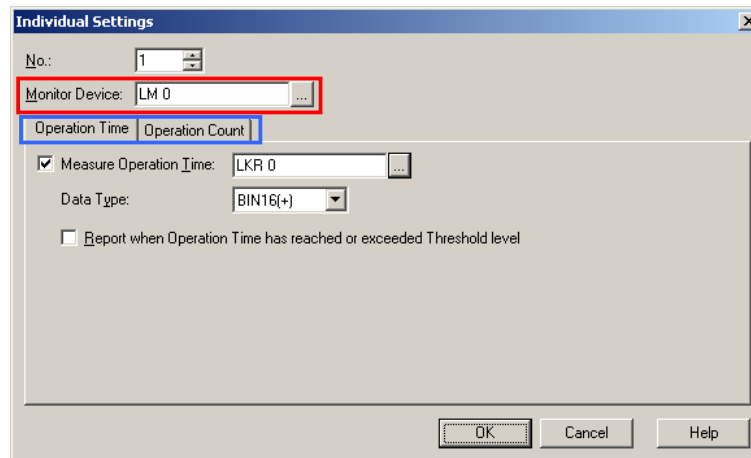 Individual Settings
No.: 1
Monitor Device: LM 0 ...
Operation Time Operation Count
Measure Operation Time: LKR 0 ...
Data Type: BIN16(+)
Report when Operation Time has reached or exceeded Threshold level
OK Cancel Help